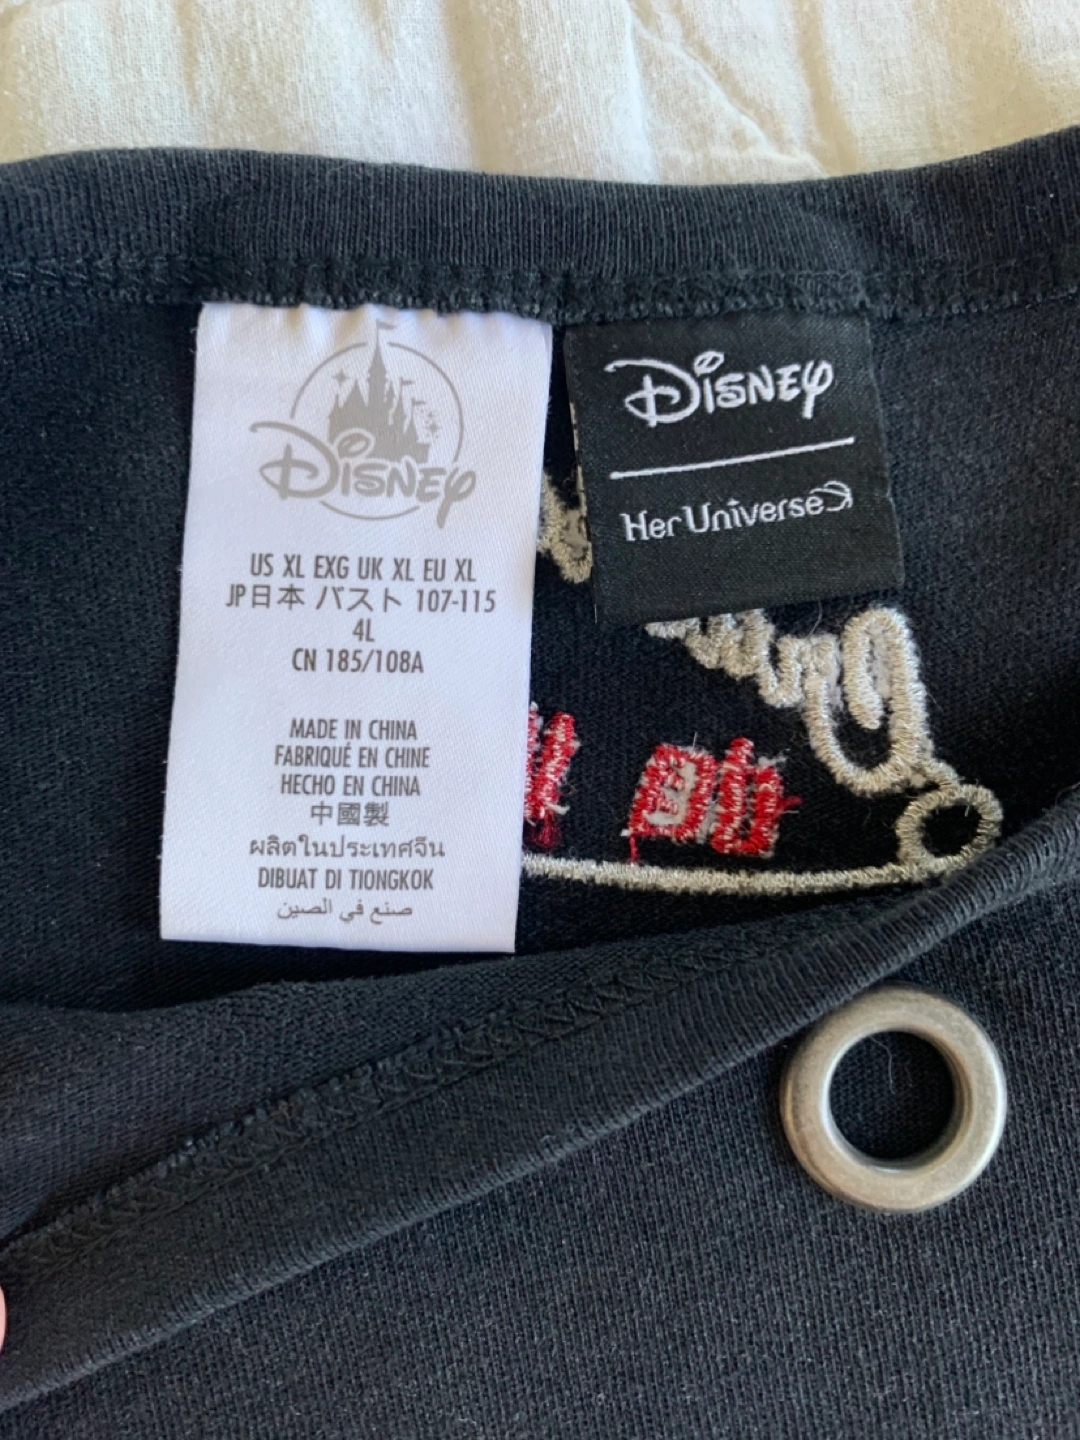 Disney
US XL EXG UK XL EU XL
JP日本 バスト 107-115
4L
CN 185/108A
MADE IN CHINA
FABRIQUÉ EN CHINE
HECHO EN CHINA
中國製
ผลิตในประเทศจีน
DIBUAT DI TIONGKOK
صنع في الصين
Disney
Her Universe